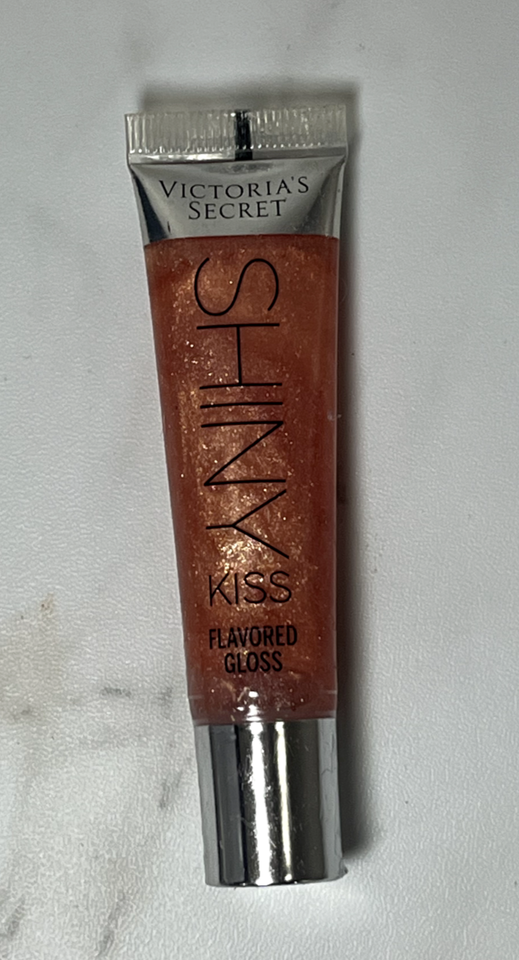 VICTORIA'S
SECRET
SHINY
KISS
FLAVORED
GLOSS